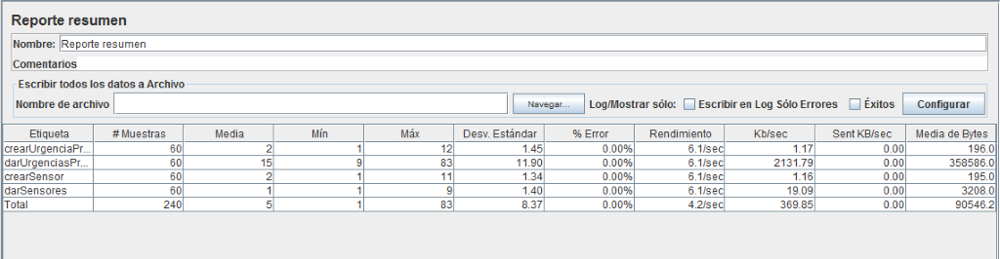 Reporte resumen
Nombre: Reporte resumen
Comentarios
Escribir todos los datos a Archivo
Nombre de archivo Navegar... Log/Mostrar sólo: Escribir en Log Sólo Errores Éxitos Configurar
Etiqueta # Muestras Media Mín Máx Desv. Estándar % Error Rendimiento Kb/sec Sent KB/sec Media de Bytes
crearUrgenciaPr... 60 2 1 12 1.45 0.00% 6.1/sec 1.17 0.00 196.0
darUrgenciasPr... 60 15 9 83 11.90 0.00% 6.1/sec 2131.79 0.00 358586.0
crearSensor 60 2 1 11 1.34 0.00% 6.1/sec 1.16 0.00 195.0
darSensores 60 1 1 9 1.40 0.00% 6.1/sec 19.09 0.00 3208.0
Total 240 5 1 83 8.37 0.00% 4.2/sec 369.85 0.00 90546.2